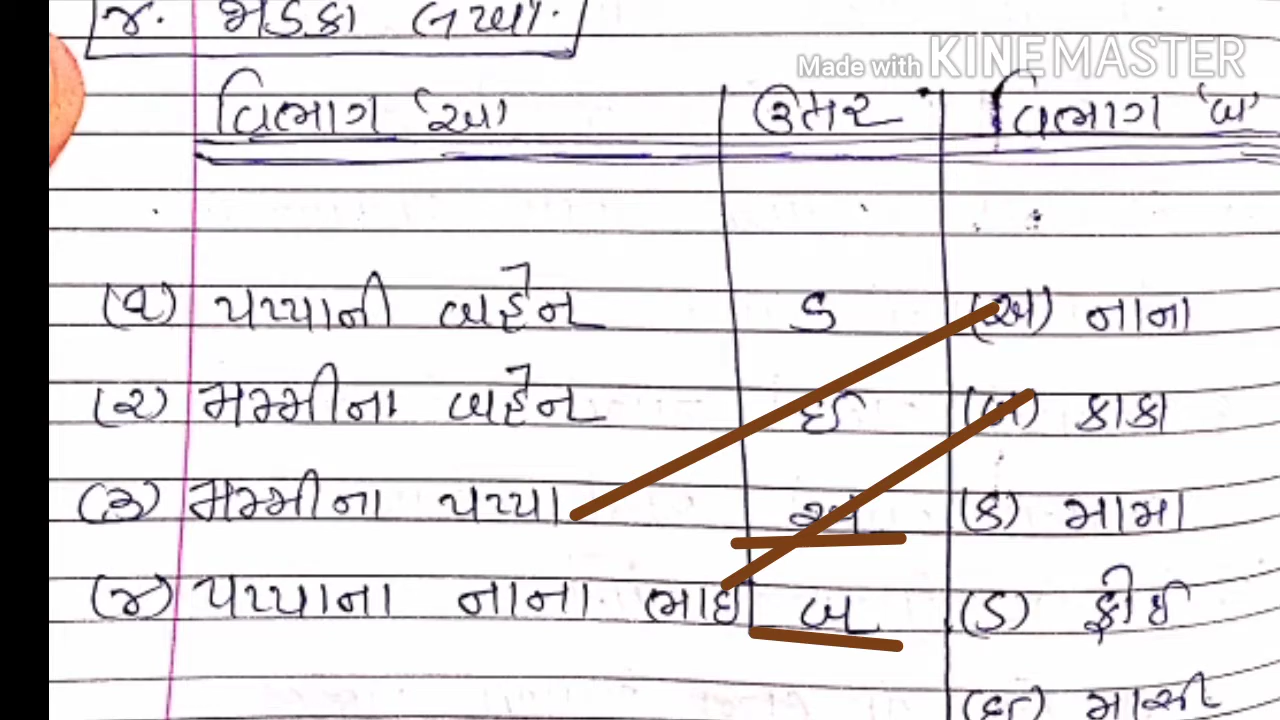 ૪. જોડકા
Made with KINEMASTER
વિભાગ 'અ' ઉત્તર વિભાગ 'બ'
(૧) પપ્પાની બહેન ડ (અ) નાના
(૨) મમ્મીના બહેન ઈ (બ) કાકા
(૩) મમ્મીના પપ્પા અ (ક) મામા
(૪) પપ્પાના નાના ભાઇ બ (ડ) ફોઈ
(ઈ) માસી